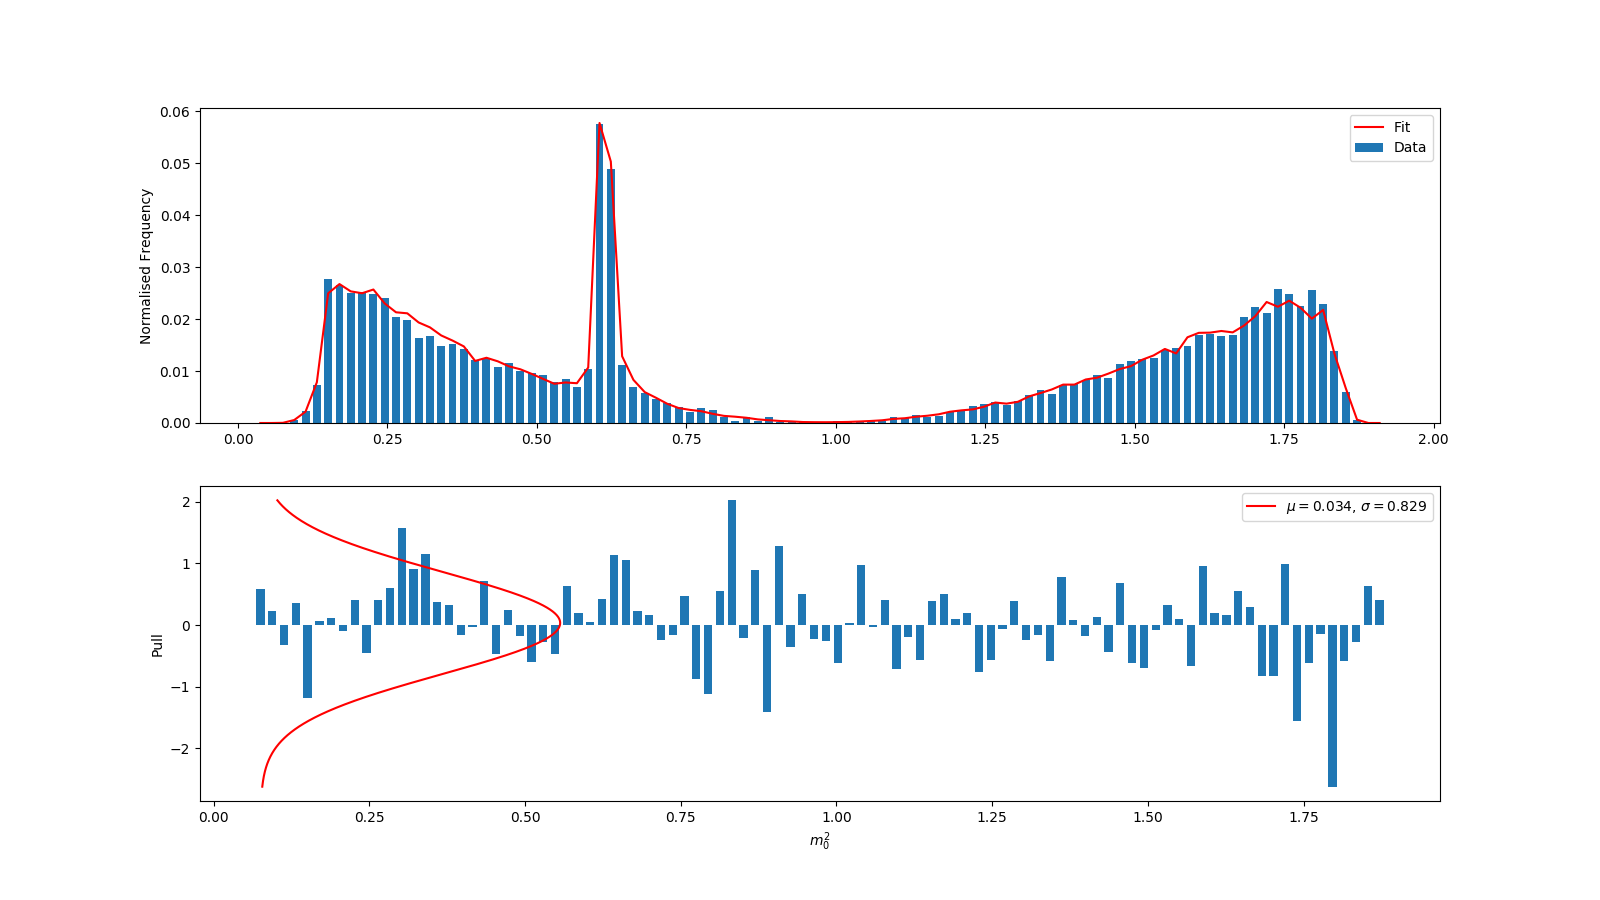 0.06
0.05
0.04
0.03
0.02
0.01
0.00
Normalised Frequency
Fit
Data
0.00 0.25 0.50 0.75 1.00 1.25 1.50 1.75 2.00
2
1
0
−1
−2
Pull
μ = 0.034, σ = 0.829
0.00 0.25 0.50 0.75 1.00 1.25 1.50 1.75
m₀²